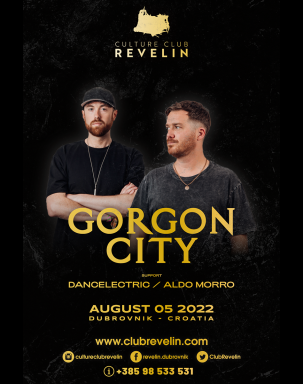 CULTURE CLUB
REVELIN
GORGON
CITY
SUPPORT
DANCELECTRIC / ALDO MORRO
AUGUST 05 2022
DUBROVNIK - CROATIA
www.clubrevelin.com
cultureclubrevelin revelin.dubrovnik ClubRevelin
+385 98 533 531